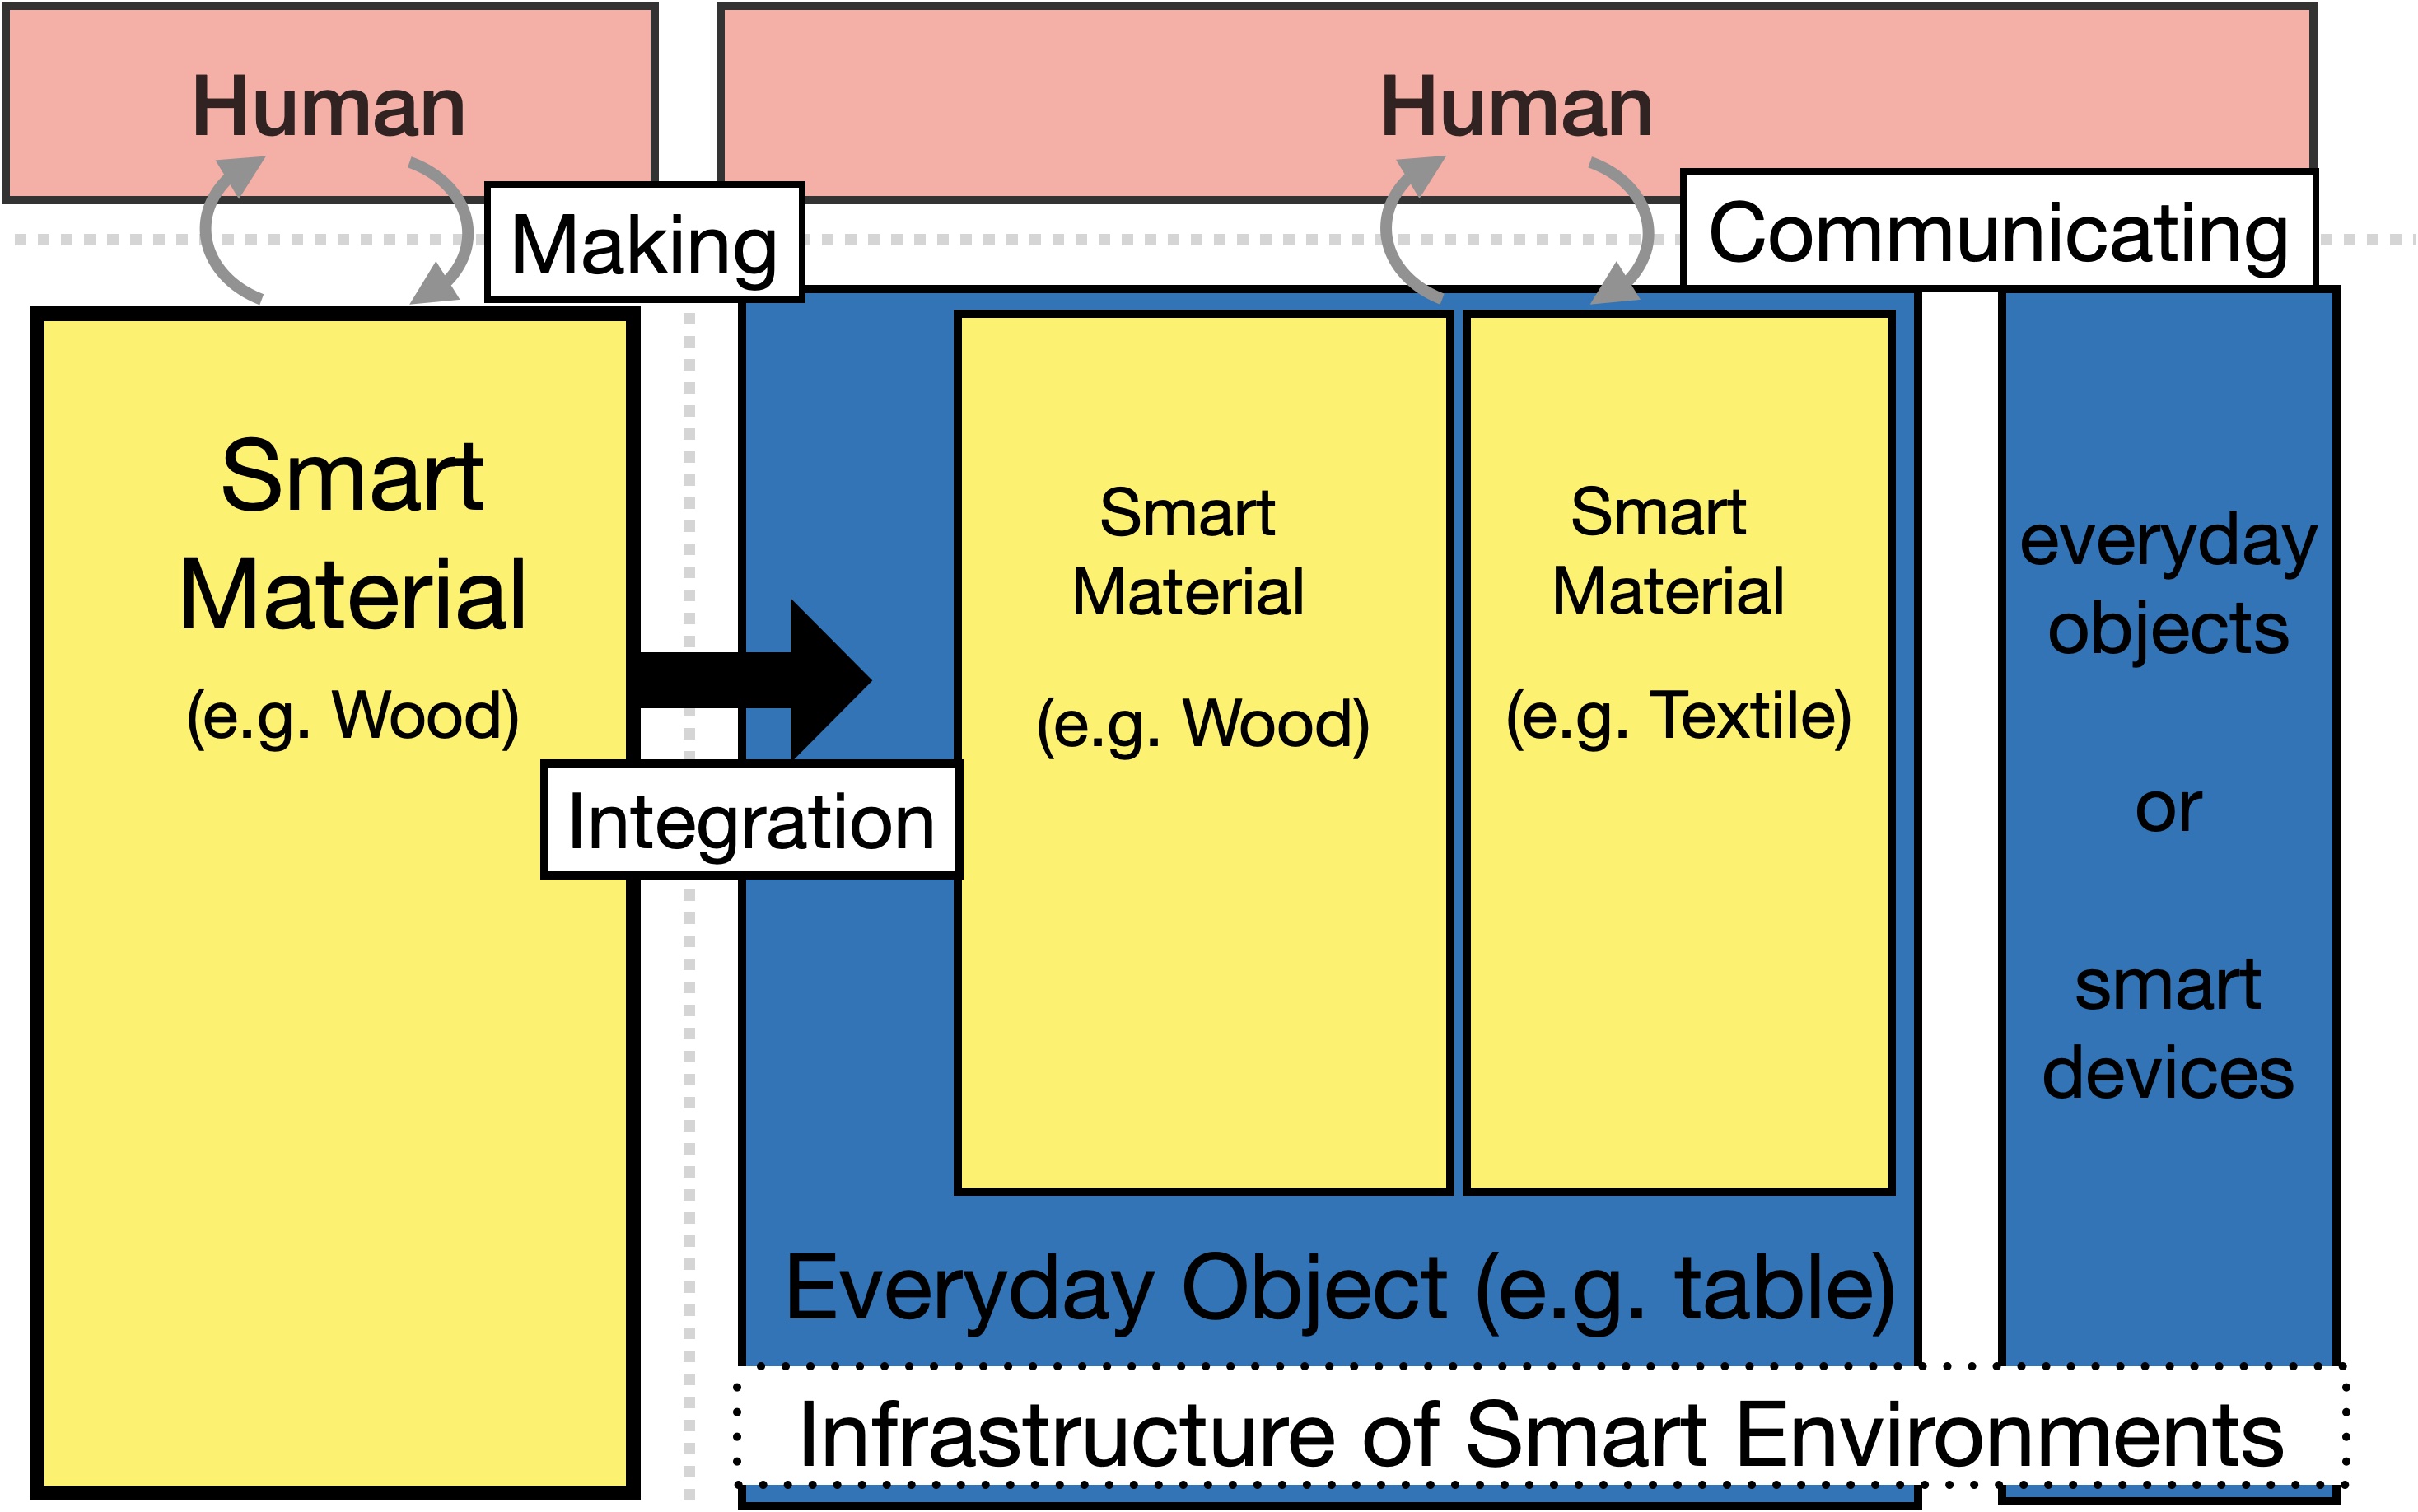 Human
Human
Making
Communicating
Smart
Material
(e.g. Wood)
Integration
Smart
Material
(e.g. Wood)
Smart
Material
(e.g. Textile)
everyday
objects
or
smart
devices
Everyday Object (e.g. table)
Infrastructure of Smart Environments